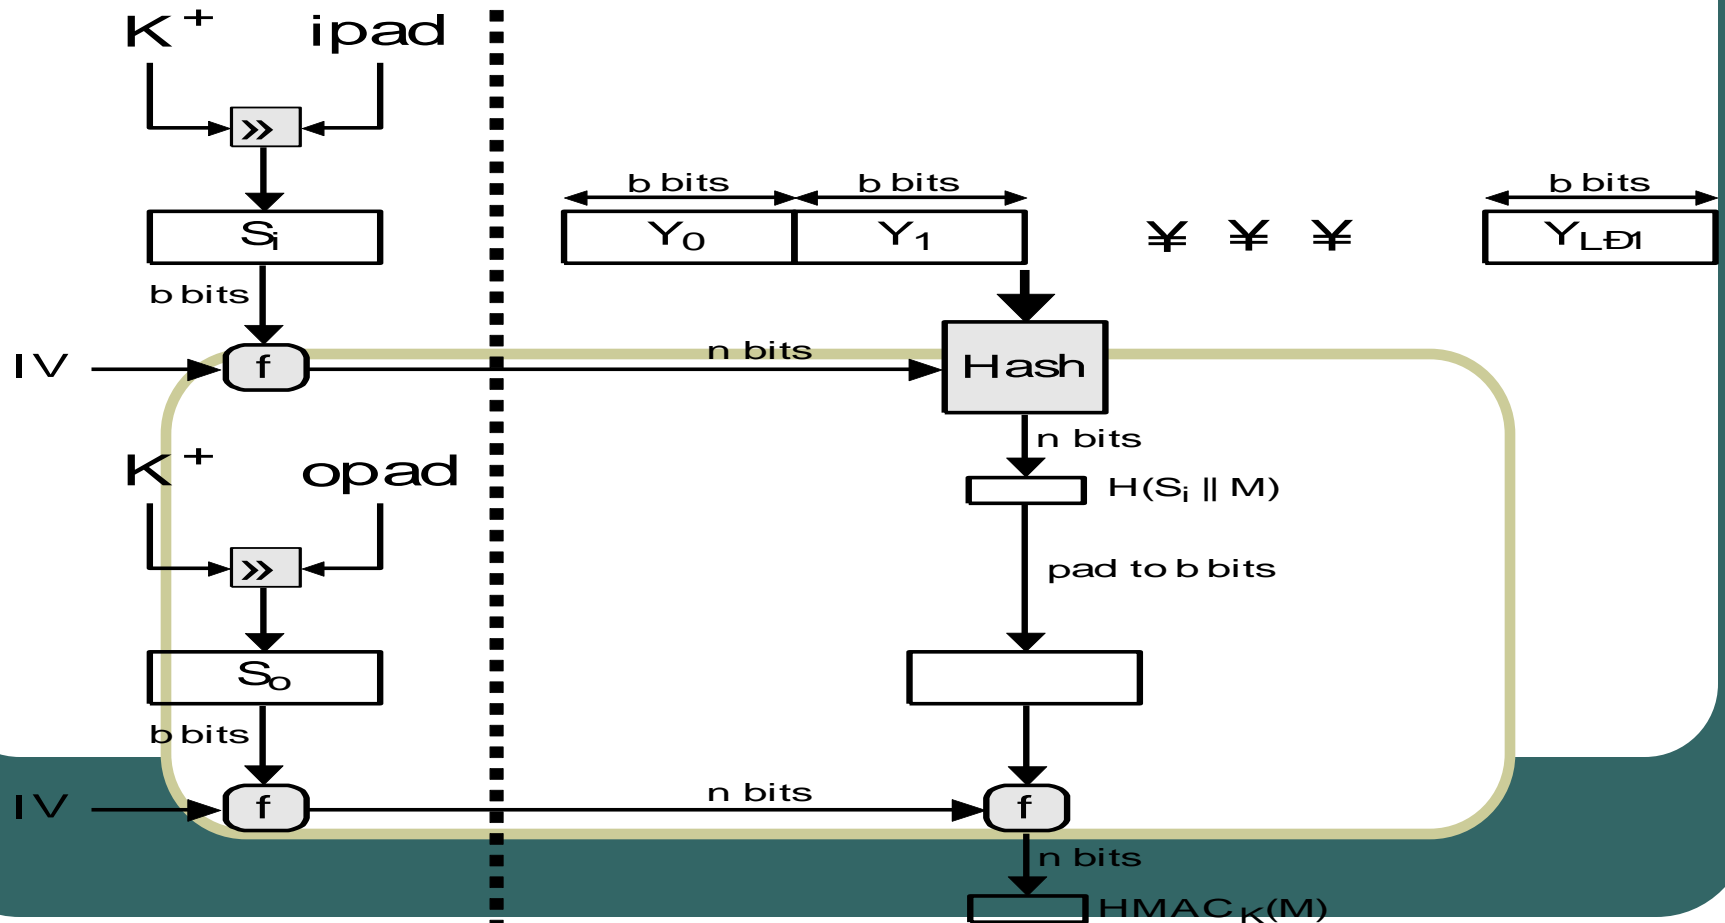 K+ ipad
»
b bits b bits b bits
Si Y0 Y1 ¥ ¥ ¥ YLÐ1
b bits
IV f n bits Hash
n bits
K+ opad
H(Si || M)
» pad to b bits
So
b bits
IV f n bits f
n bits
HMACK(M)